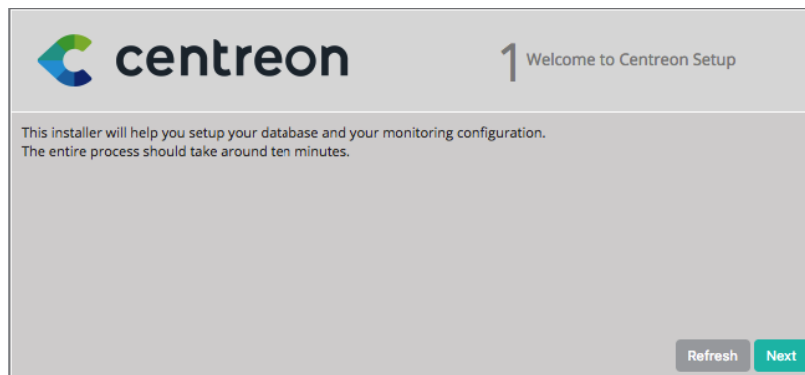 centreon
1 Welcome to Centreon Setup
This installer will help you setup your database and your monitoring configuration.
The entire process should take around ten minutes.
Refresh Next